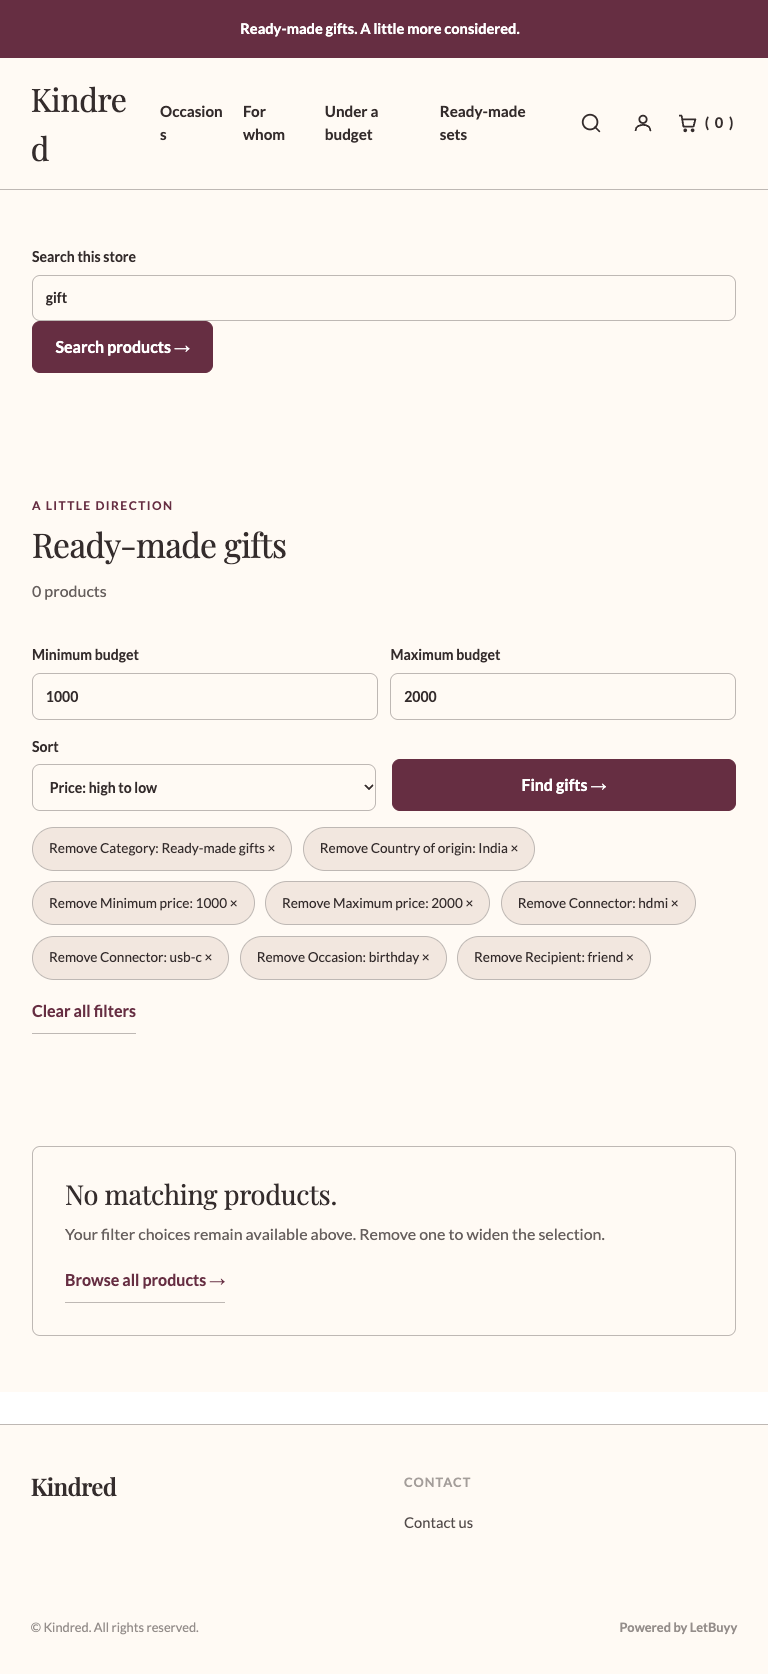 Ready-made gifts. A little more considered.
Kindre
d
Occasion
s
For
whom
Under a
budget
Ready-made
sets
( 0 )
Search this store
gift
Search products →
A LITTLE DIRECTION
Ready-made gifts
0 products
Minimum budget
Maximum budget
1000
2000
Sort
Price: high to low
Find gifts →
Remove Category: Ready-made gifts ×
Remove Country of origin: India ×
Remove Minimum price: 1000 ×
Remove Maximum price: 2000 ×
Remove Connector: hdmi ×
Remove Connector: usb-c ×
Remove Occasion: birthday ×
Remove Recipient: friend ×
Clear all filters
No matching products.
Your filter choices remain available above. Remove one to widen the selection.
Browse all products →
Kindred
CONTACT
Contact us
© Kindred. All rights reserved.
Powered by LetBuyy